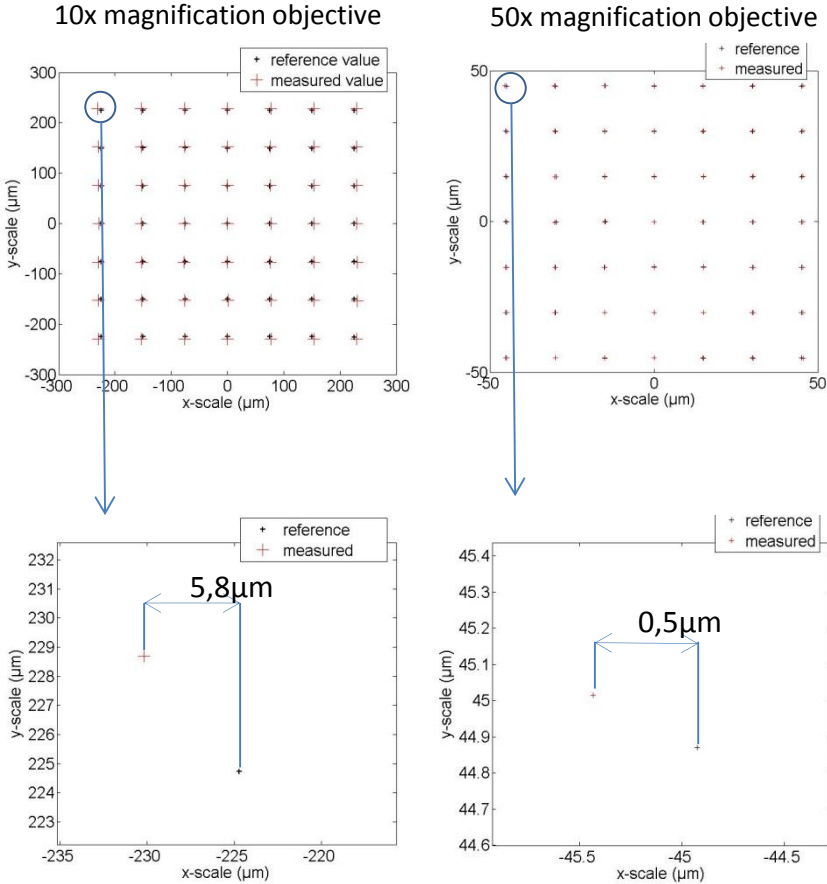 10x magnification objective
50x magnification objective
reference value
measured value
300
200
100
0
-100
-200
-300
-300 -200 -100 0 100 200 300
y-scale (µm)
x-scale (µm)
reference
measured
50
0
-50
-50 0 50
y-scale (µm)
x-scale (µm)
reference
measured
232
231
230
229
228
227
226
225
224
223
-235 -230 -225 -220
y-scale (µm)
x-scale (µm)
5,8µm
reference
measured
45.4
45.3
45.2
45.1
45
44.9
44.8
44.7
44.6
-45.5 -45 -44.5
y-scale (µm)
x-scale (µm)
0,5µm